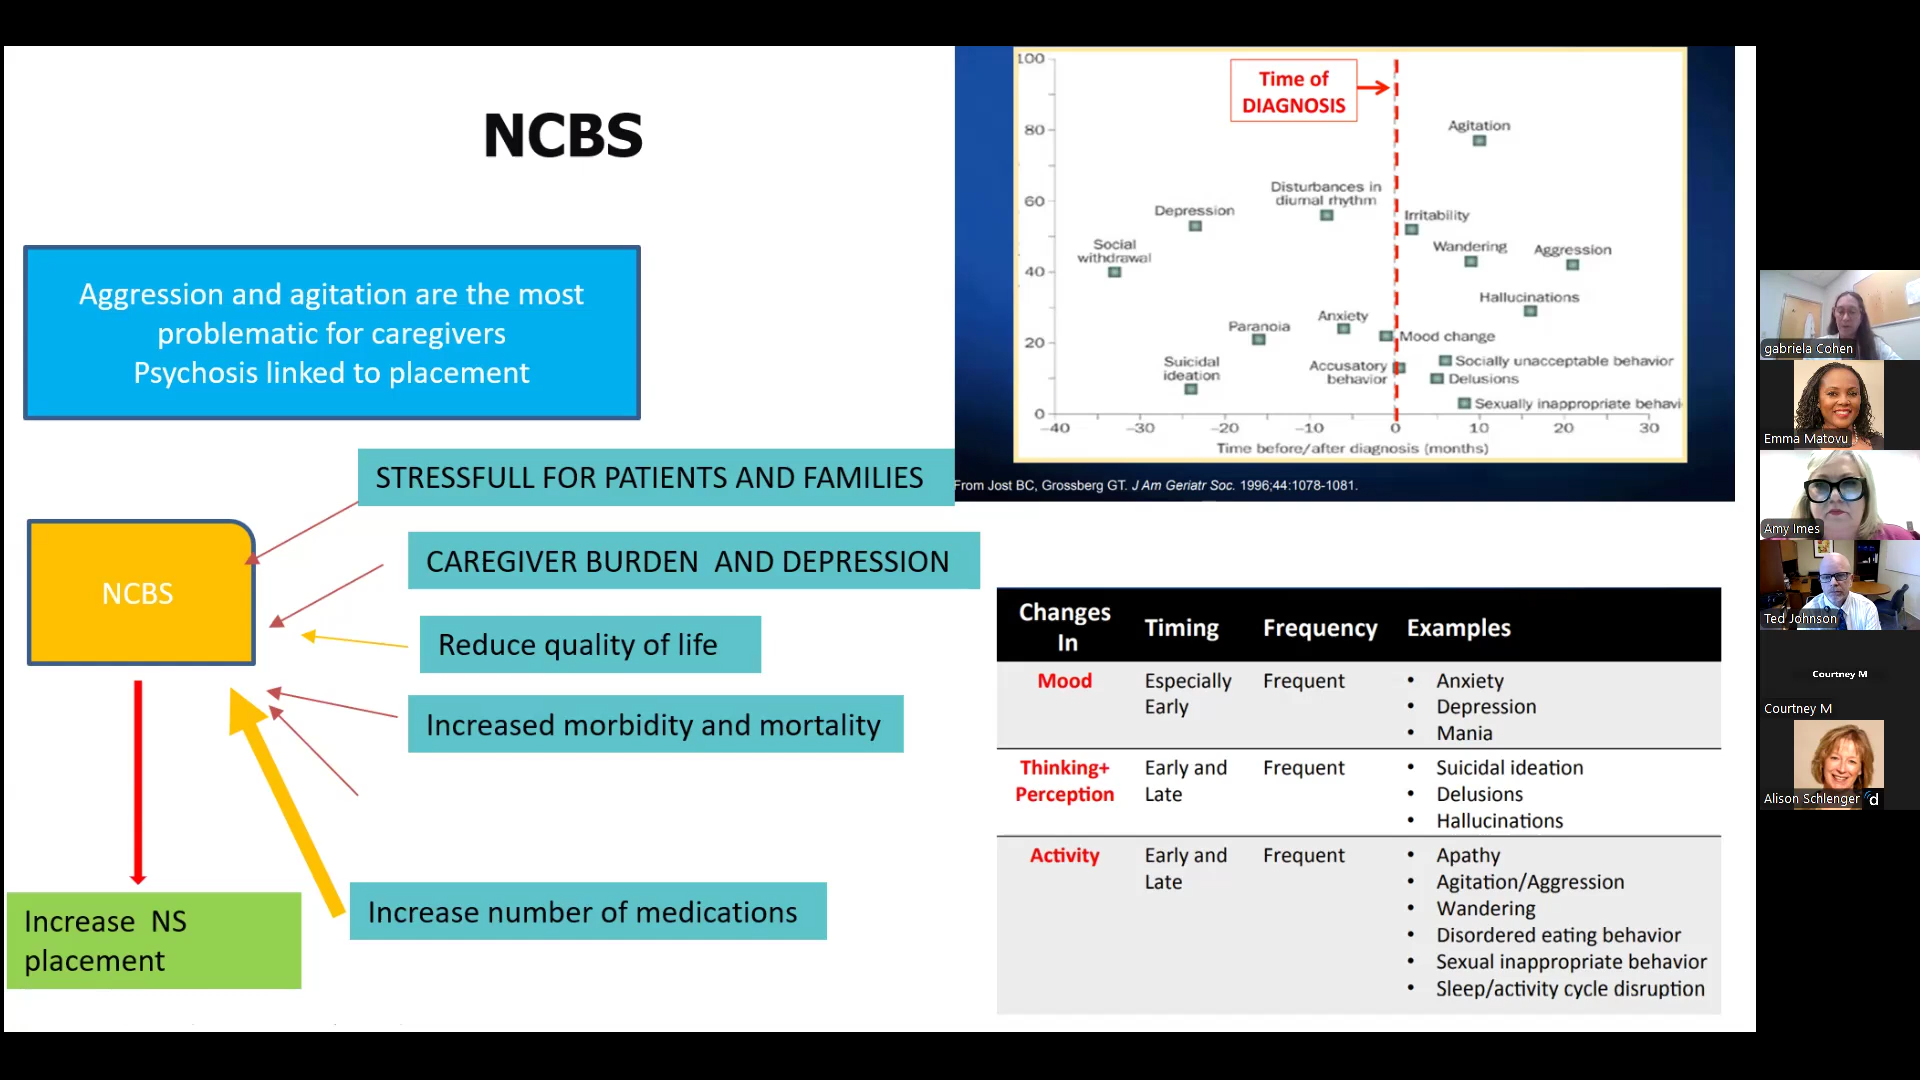 NCBS
Aggression and agitation are the most
problematic for caregivers
Psychosis linked to placement
STRESSFULL FOR PATIENTS AND FAMILIES
CAREGIVER BURDEN AND DEPRESSION
NCBS
Reduce quality of life
Increased morbidity and mortality
Increase number of medications
Increase NS
placement
100
80
60
40
20
0
Time of
DIAGNOSIS
Agitation
Disturbances in
diurnal rhythm
Depression
Irritability
Social
withdrawal
Wandering
Aggression
Hallucinations
Anxiety
Paranoia
Mood change
Suicidal
ideation
Accusatory
behavior
Socially unacceptable behavior
Delusions
Sexually inappropriate behavi
-40 -30 -20 -10 0 10 20 30
Time before/after diagnosis (months)
From Jost BC, Grossberg GT. J Am Geriatr Soc. 1996;44:1078-1081.
Changes
In
Timing
Frequency
Examples
Mood
Especially
Early
Frequent
• Anxiety
• Depression
• Mania
Thinking+
Perception
Early and
Late
Frequent
• Suicidal ideation
• Delusions
• Hallucinations
Activity
Early and
Late
Frequent
• Apathy
• Agitation/Aggression
• Wandering
• Disordered eating behavior
• Sexual inappropriate behavior
• Sleep/activity cycle disruption
gabriela Cohen
Emma Matovu
Amy Imes
Ted Johnson
Courtney M
Courtney M
Alison Schlenger
d